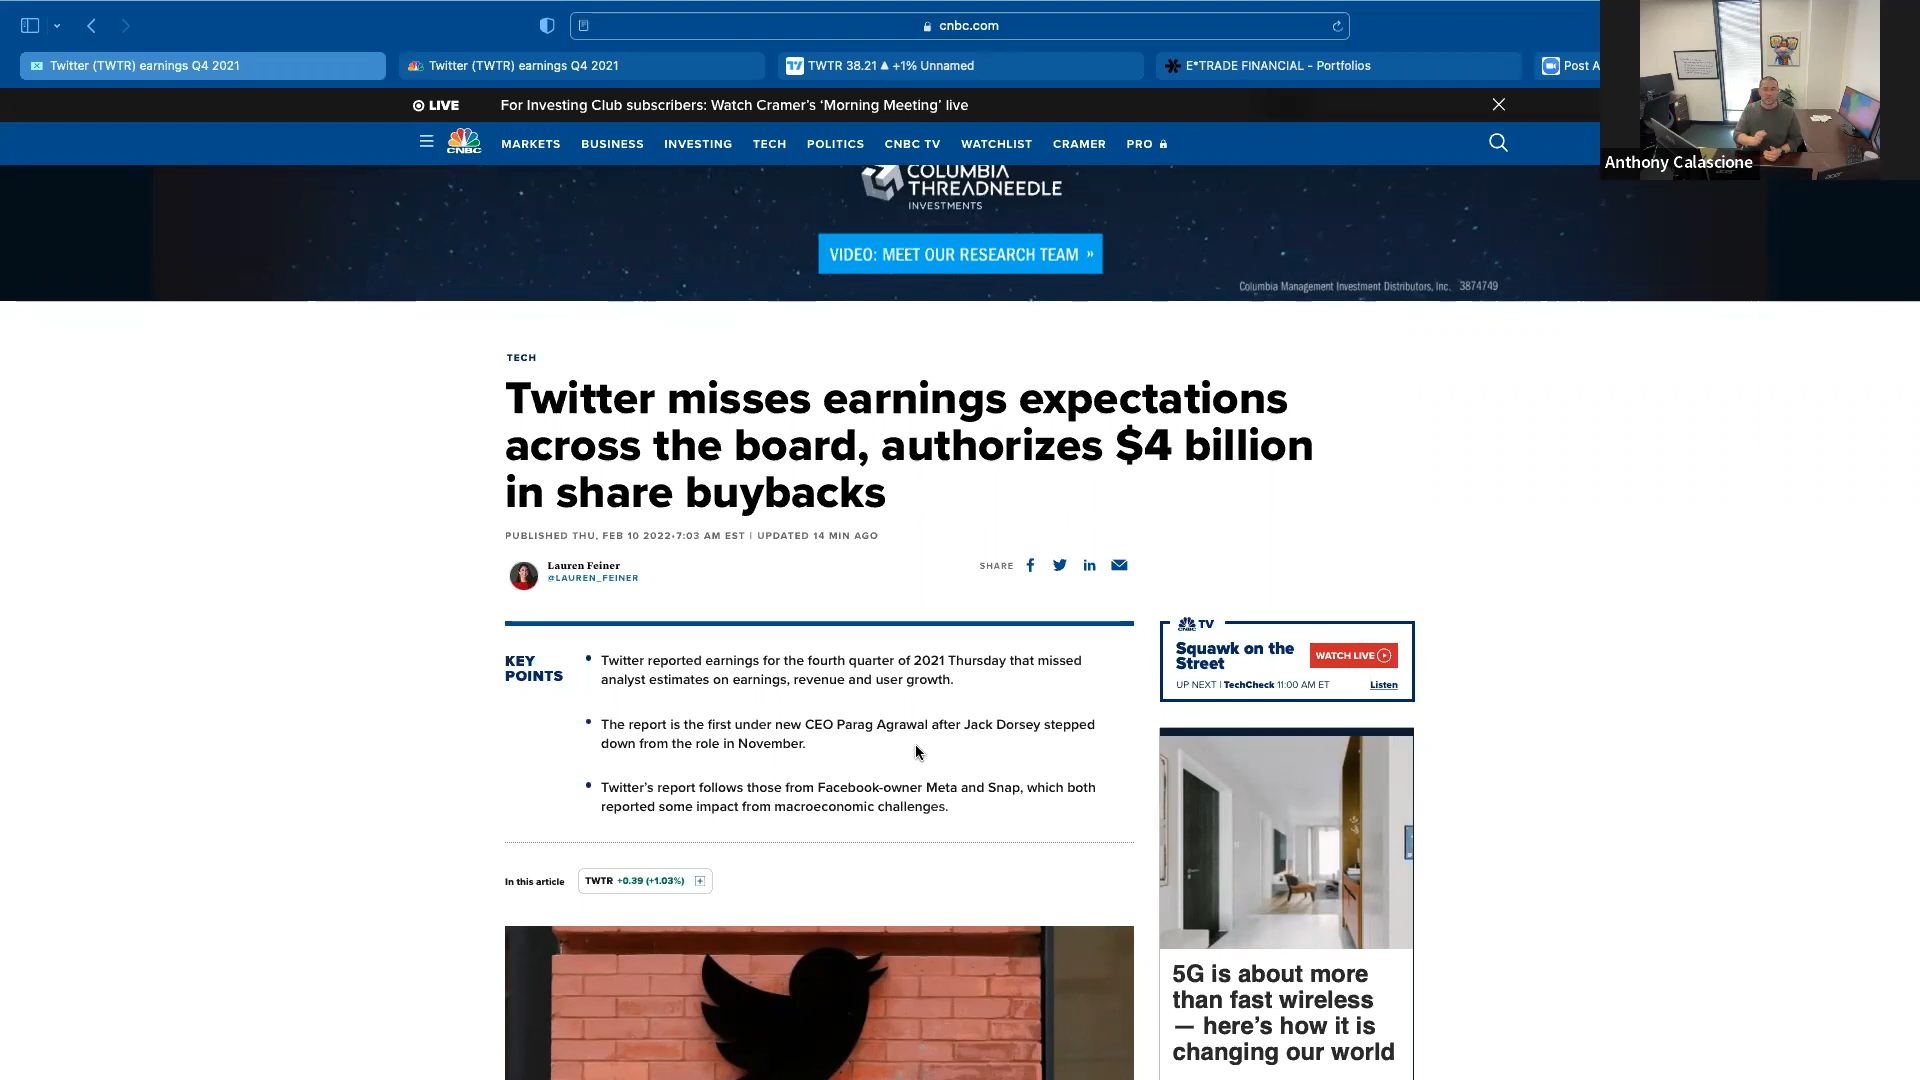 cnbc.com
Twitter (TWTR) earnings Q4 2021
Twitter (TWTR) earnings Q4 2021
TWTR 38.21 ▲ +1% Unnamed
E*TRADE FINANCIAL - Portfolios
Post A
LIVE
For Investing Club subscribers: Watch Cramer’s ‘Morning Meeting’ live
CNBC
MARKETS
BUSINESS
INVESTING
TECH
POLITICS
CNBC TV
WATCHLIST
CRAMER
PRO
Anthony Calascione
COLUMBIA
THREADNEEDLE
INVESTMENTS
VIDEO: MEET OUR RESEARCH TEAM »
Columbia Management Investment Distributors, Inc. 3874749
TECH
Twitter misses earnings expectations
across the board, authorizes $4 billion
in share buybacks
PUBLISHED THU, FEB 10 2022•7:03 AM EST | UPDATED 14 MIN AGO
Lauren Feiner
@LAUREN_FEINER
SHARE
KEY
POINTS
• Twitter reported earnings for the fourth quarter of 2021 Thursday that missed
analyst estimates on earnings, revenue and user growth.
• The report is the first under new CEO Parag Agrawal after Jack Dorsey stepped
down from the role in November.
• Twitter’s report follows those from Facebook-owner Meta and Snap, which both
reported some impact from macroeconomic challenges.
In this article
TWTR +0.39 (+1.03%)
CNBC TV
Squawk on the
Street
WATCH LIVE
UP NEXT | TechCheck 11:00 AM ET
Listen
5G is about more
than fast wireless
— here’s how it is
changing our world